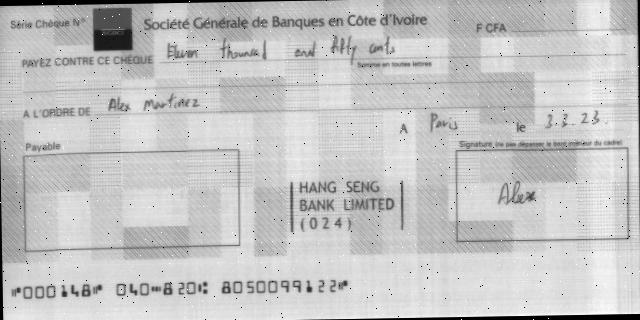 Série Chèque N° Société Générale de Banques en Côte d'Ivoire F CFA
PAYEZ CONTRE CE CHÈQUE Eleven thousand and fifty cents
Somme en toutes lettres
A L'ORDRE DE Alex Martinez
A Paris le 3.3.23.
Payable
Signature (ne pas dépasser le bord intérieur du cadre)
HANG SENG
BANK LIMITED
(024)
Alex
⑈000148⑈ 040⑉820⑆ 8050099122⑈